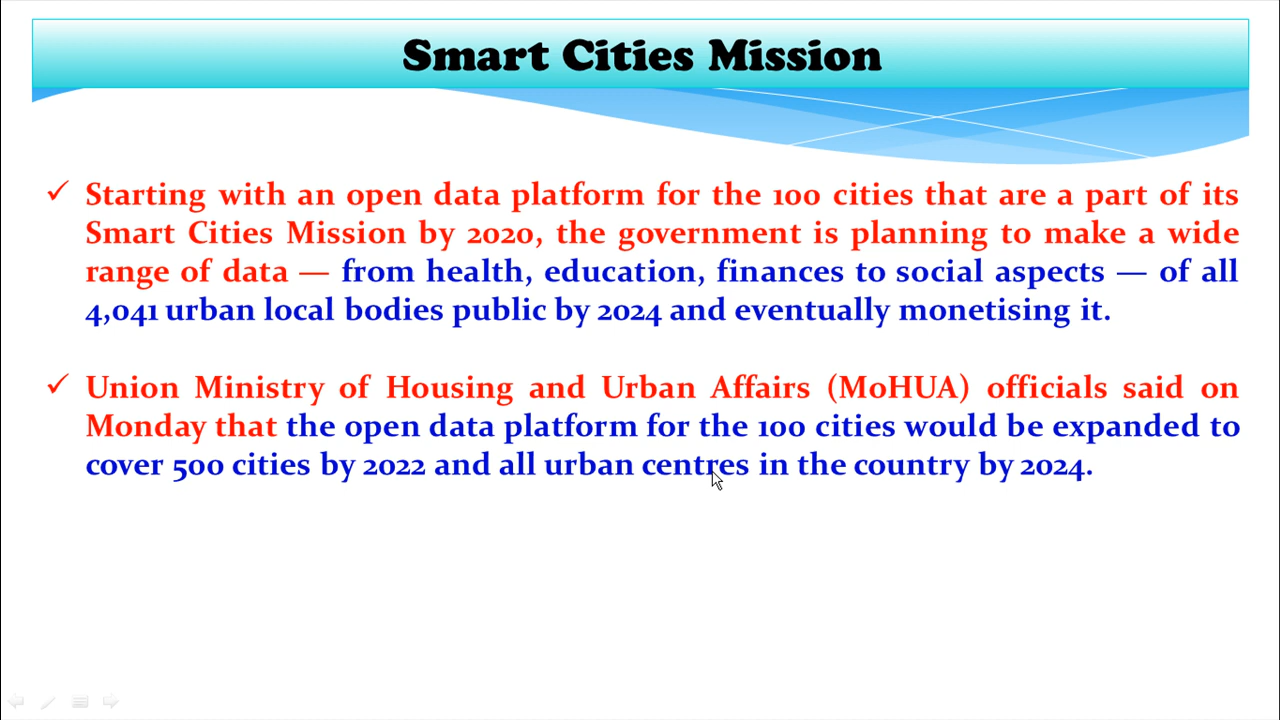 Smart Cities Mission
✓ Starting with an open data platform for the 100 cities that are a part of its
Smart Cities Mission by 2020, the government is planning to make a wide
range of data — from health, education, finances to social aspects — of all
4,041 urban local bodies public by 2024 and eventually monetising it.
✓ Union Ministry of Housing and Urban Affairs (MoHUA) officials said on
Monday that the open data platform for the 100 cities would be expanded to
cover 500 cities by 2022 and all urban centres in the country by 2024.